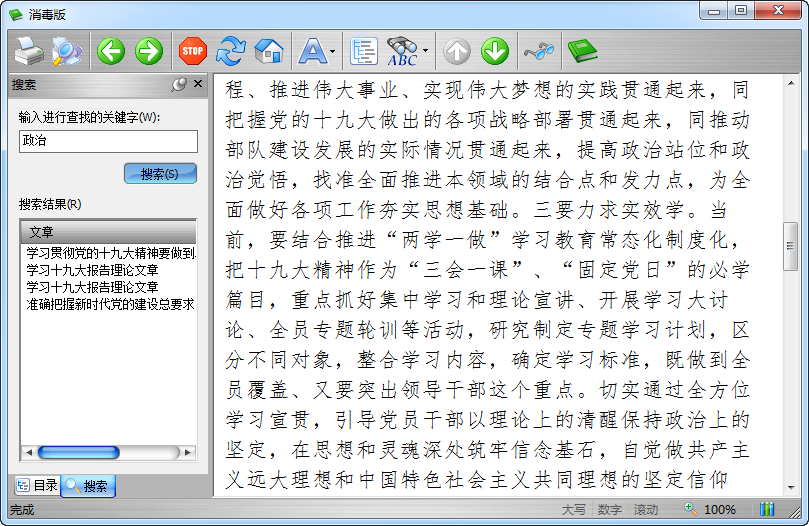 消毒版
STOP
A
ABC
搜索
输入进行查找的关键字(W):
政治
搜索(S)
搜索结果(R)
文章
学习贯彻党的十九大精神要做到
学习十九大报告理论文章
学习十九大报告理论文章
准确把握新时代党的建设总要求
目录
搜索
程、推进伟大事业、实现伟大梦想的实践贯通起来，同
把握党的十九大做出的各项战略部署贯通起来，同推动
部队建设发展的实际情况贯通起来，提高政治站位和政
治觉悟，找准全面推进本领域的结合点和发力点，为全
面做好各项工作夯实思想基础。三要力求实效学。当
前，要结合推进“两学一做”学习教育常态化制度化，
把十九大精神作为“三会一课”、“固定党日”的必学
篇目，重点抓好集中学习和理论宣讲、开展学习大讨
论、全员专题轮训等活动，研究制定专题学习计划，区
分不同对象，整合学习内容，确定学习标准，既做到全
员覆盖、又要突出领导干部这个重点。切实通过全方位
学习宣贯，引导党员干部以理论上的清醒保持政治上的
坚定，在思想和灵魂深处筑牢信念基石，自觉做共产主
义远大理想和中国特色社会主义共同理想的坚定信仰
完成
大写
数字
滚动
100%